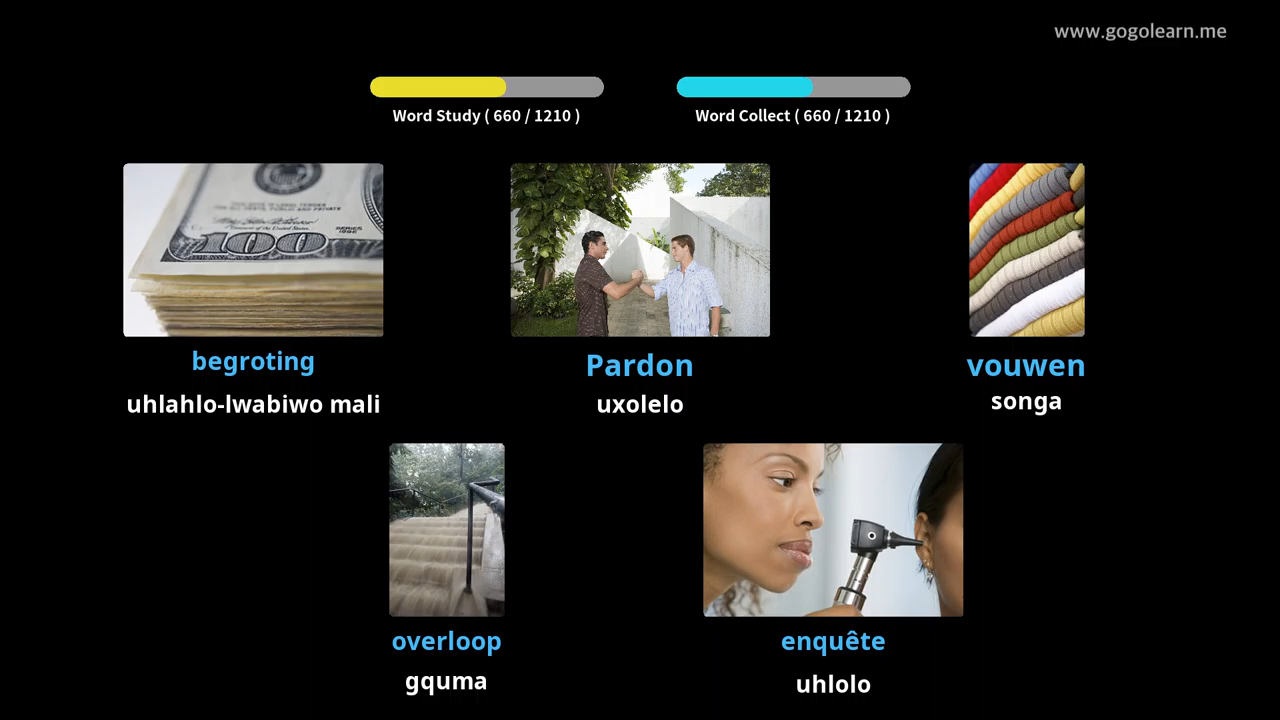 www.gogolearn.me
Word Study ( 660 / 1210 )
Word Collect ( 660 / 1210 )
100
begroting
Pardon
vouwen
uhlahlo-lwabiwo mali
uxolelo
songa
overloop
enquête
gquma
uhlolo